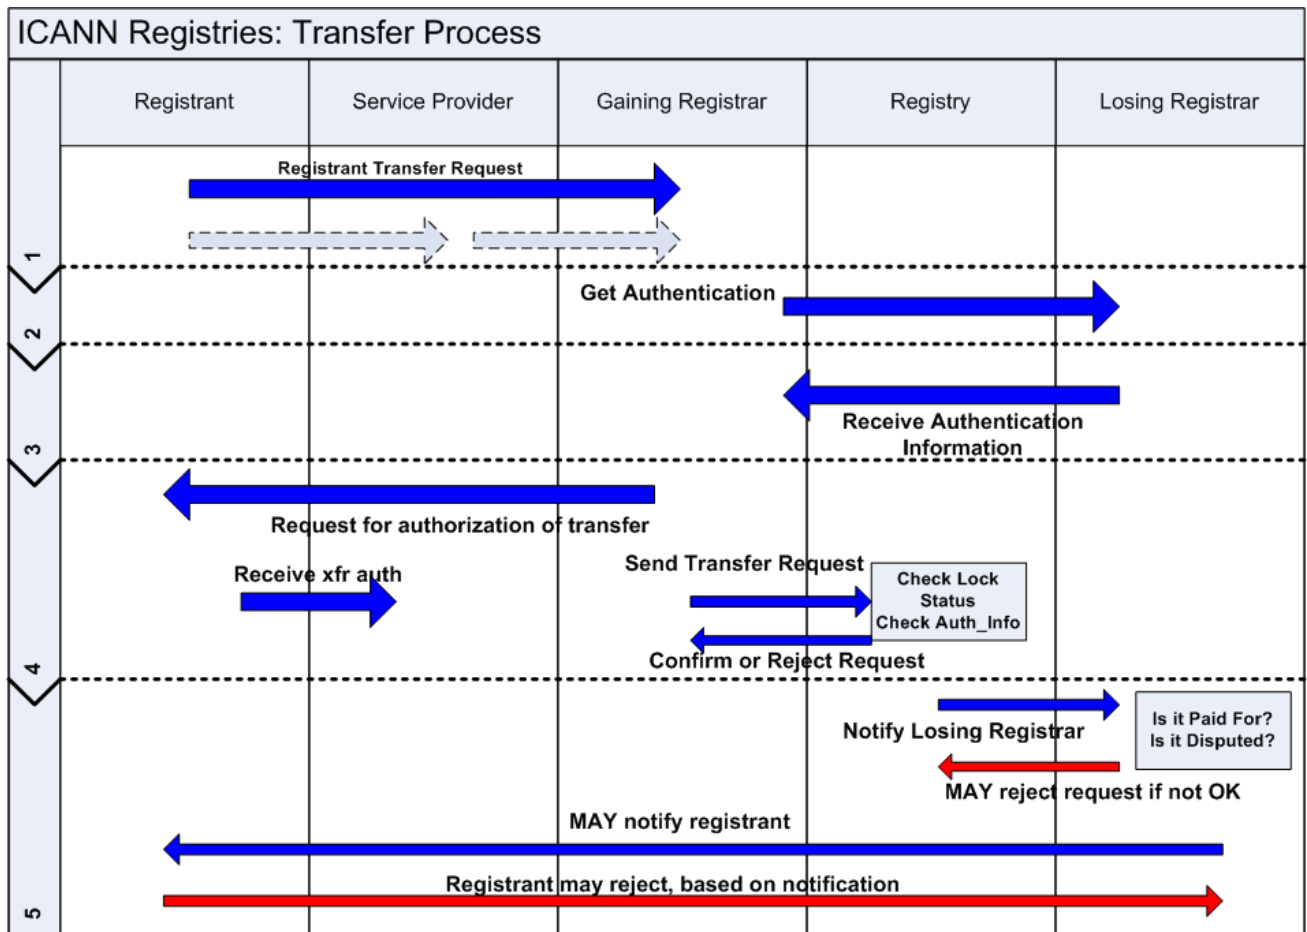 ICANN Registries: Transfer Process
Registrant
Service Provider
Gaining Registrar
Registry
Losing Registrar
Registrant Transfer Request
1
Get Authentication
2
Receive Authentication
Information
3
Request for authorization of transfer
Receive xfr auth
Send Transfer Request
Check Lock
Status
Check Auth_Info
Confirm or Reject Request
4
Notify Losing Registrar
Is it Paid For?
Is it Disputed?
MAY reject request if not OK
MAY notify registrant
Registrant may reject, based on notification
5